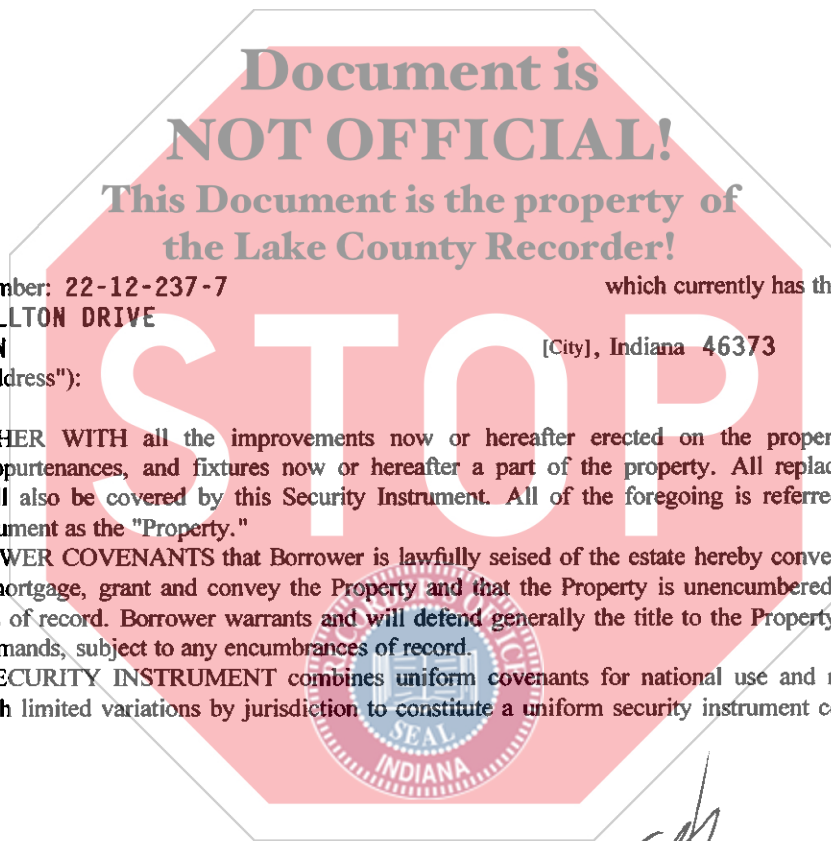 Document is
NOT OFFICIAL!
This Document is the property of
the Lake County Recorder!
mber: 22-12-237-7 which currently has th
LLTON DRIVE
N [City], Indiana 46373
ddress"):
STOP
HER WITH all the improvements now or hereafter erected on the proper
ppurtenances, and fixtures now or hereafter a part of the property. All replac
ll also be covered by this Security Instrument. All of the foregoing is referre
ument as the "Property."
WER COVENANTS that Borrower is lawfully seised of the estate hereby conve
mortgage, grant and convey the Property and that the Property is unencumbered
s of record. Borrower warrants and will defend generally the title to the Property
mands, subject to any encumbrances of record.
ECURITY INSTRUMENT combines uniform covenants for national use and n
h limited variations by jurisdiction to constitute a uniform security instrument c
RECORDER'S OFFICE
SEAL
INDIANA